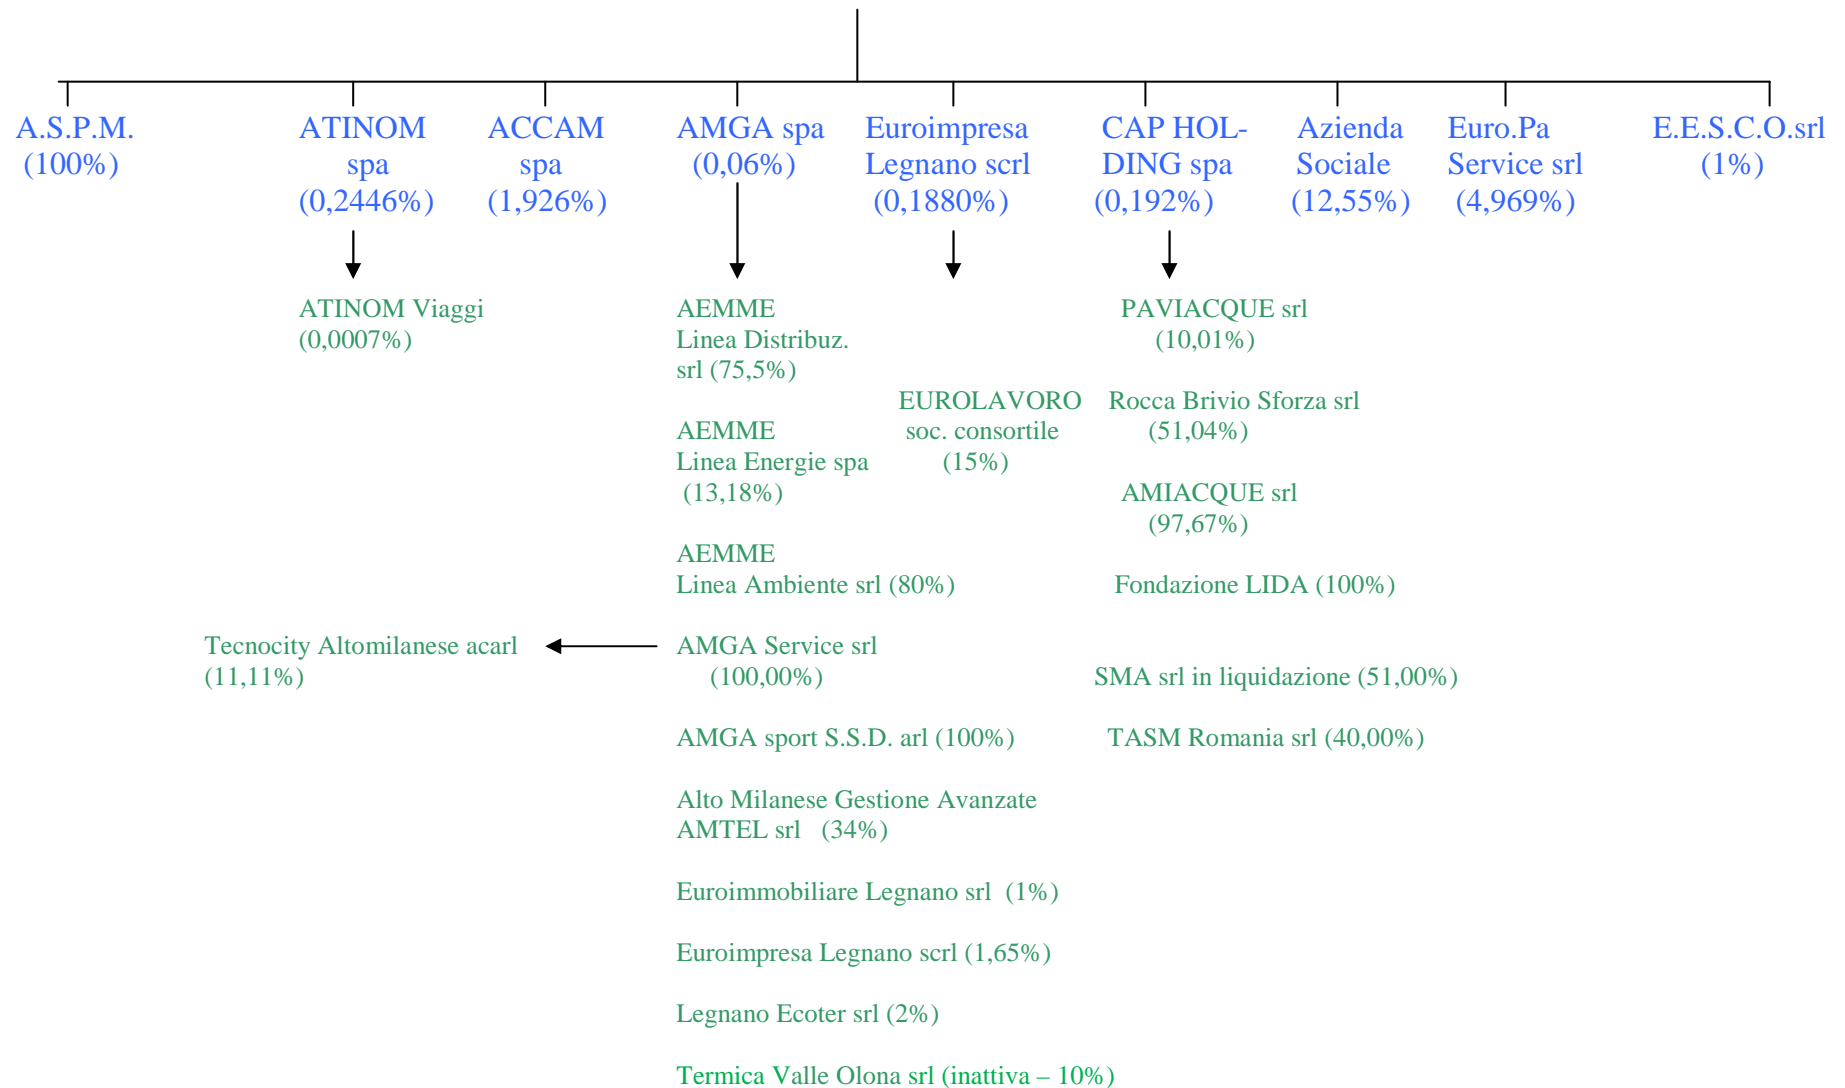 A.S.P.M.
(100%)
ATINOM
spa
(0,2446%)
ACCAM
spa
(1,926%)
AMGA spa
(0,06%)
Euroimpresa
Legnano scrl
(0,1880%)
CAP HOL-
DING spa
(0,192%)
Azienda
Sociale
(12,55%)
Euro.Pa
Service srl
(4,969%)
E.E.S.C.O.srl
(1%)
ATINOM Viaggi
(0,0007%)
AEMME
Linea Distribuz.
srl (75,5%)
AEMME
Linea Energie spa
(13,18%)
AEMME
Linea Ambiente srl (80%)
AMGA Service srl
(100,00%)
Tecnocity Altomilanese acarl
(11,11%)
AMGA sport S.S.D. arl (100%)
Alto Milanese Gestione Avanzate
AMTEL srl (34%)
Euroimmobiliare Legnano srl (1%)
Euroimpresa Legnano scrl (1,65%)
Legnano Ecoter srl (2%)
Termica Valle Olona srl (inattiva – 10%)
EUROLAVORO
soc. consortile
(15%)
PAVIACQUE srl
(10,01%)
Rocca Brivio Sforza srl
(51,04%)
AMIACQUE srl
(97,67%)
Fondazione LIDA (100%)
SMA srl in liquidazione (51,00%)
TASM Romania srl (40,00%)